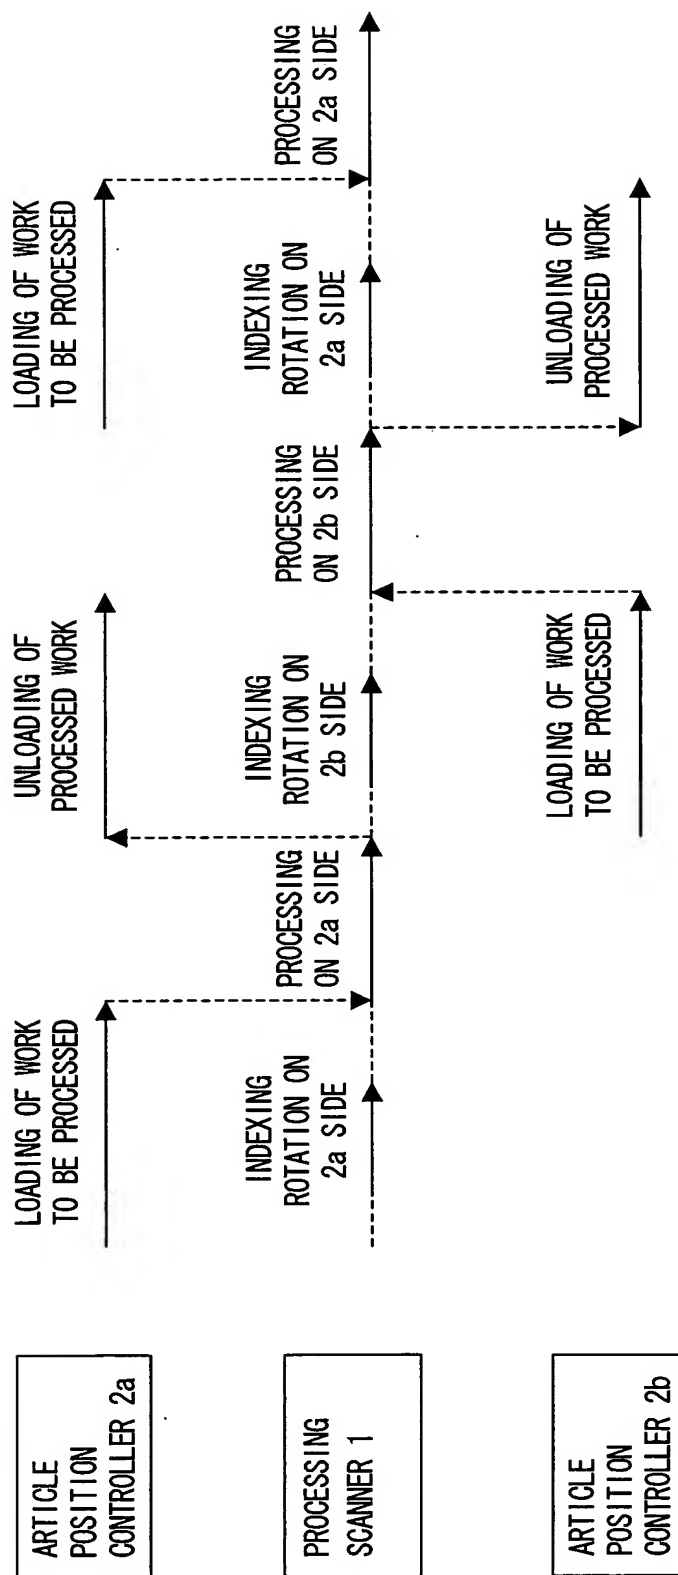 ARTICLE
POSITION
CONTROLLER 2a
LOADING OF WORK
TO BE PROCESSED
UNLOADING OF
PROCESSED WORK
LOADING OF WORK
TO BE PROCESSED
PROCESSING
SCANNER 1
INDEXING
ROTATION ON
2a SIDE
PROCESSING
ON 2a SIDE
INDEXING
ROTATION ON
2b SIDE
PROCESSING
ON 2b SIDE
INDEXING
ROTATION ON
2a SIDE
PROCESSING
ON 2a SIDE
ARTICLE
POSITION
CONTROLLER 2b
LOADING OF WORK
TO BE PROCESSED
UNLOADING OF
PROCESSED WORK